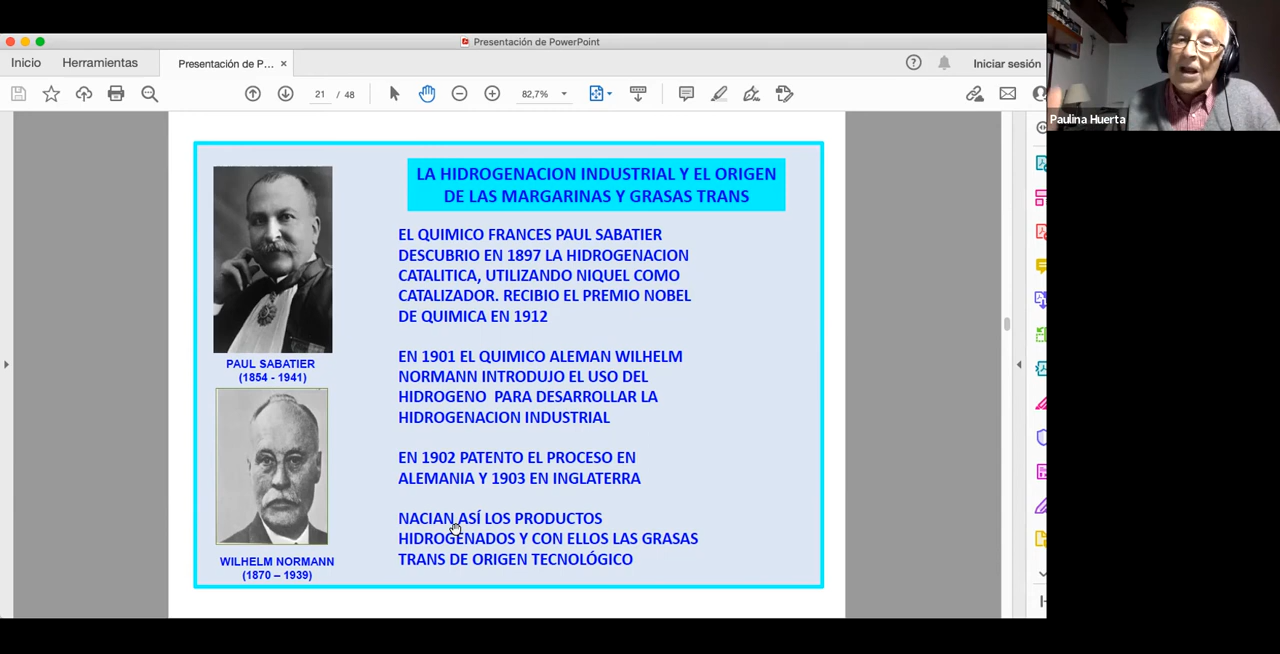 Presentación de PowerPoint
Inicio
Herramientas
Presentación de P...
Iniciar sesión
21 / 48
82,7%
Paulina Huerta
LA HIDROGENACION INDUSTRIAL Y EL ORIGEN
DE LAS MARGARINAS Y GRASAS TRANS
EL QUIMICO FRANCES PAUL SABATIER
DESCUBRIO EN 1897 LA HIDROGENACION
CATALITICA, UTILIZANDO NIQUEL COMO
CATALIZADOR. RECIBIO EL PREMIO NOBEL
DE QUIMICA EN 1912
PAUL SABATIER
(1854 - 1941)
EN 1901 EL QUIMICO ALEMAN WILHELM
NORMANN INTRODUJO EL USO DEL
HIDROGENO PARA DESARROLLAR LA
HIDROGENACION INDUSTRIAL
EN 1902 PATENTO EL PROCESO EN
ALEMANIA Y 1903 EN INGLATERRA
NACIAN ASÍ LOS PRODUCTOS
HIDROGENADOS Y CON ELLOS LAS GRASAS
TRANS DE ORIGEN TECNOLÓGICO
WILHELM NORMANN
(1870 – 1939)